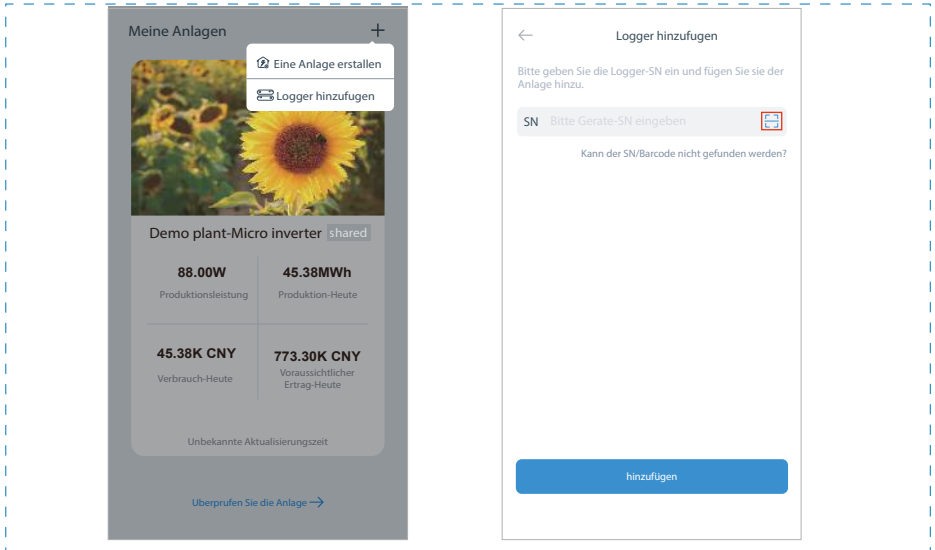 Meine Anlagen
Eine Anlage erstallen
Logger hinzufugen
Demo plant-Micro inverter shared
88.00W
Produktionsleistung
45.38MWh
Produktion-Heute
45.38K CNY
Verbrauch-Heute
773.30K CNY
Voraussichtlicher
Ertrag-Heute
Unbekannte Aktualisierungszeit
Uberprufen Sie die Anlage
Logger hinzufugen
Bitte geben Sie die Logger-SN ein und fügen Sie sie der
Anlage hinzu.
SN Bitte Gerate-SN eingeben
Kann der SN/Barcode nicht gefunden werden?
hinzufügen